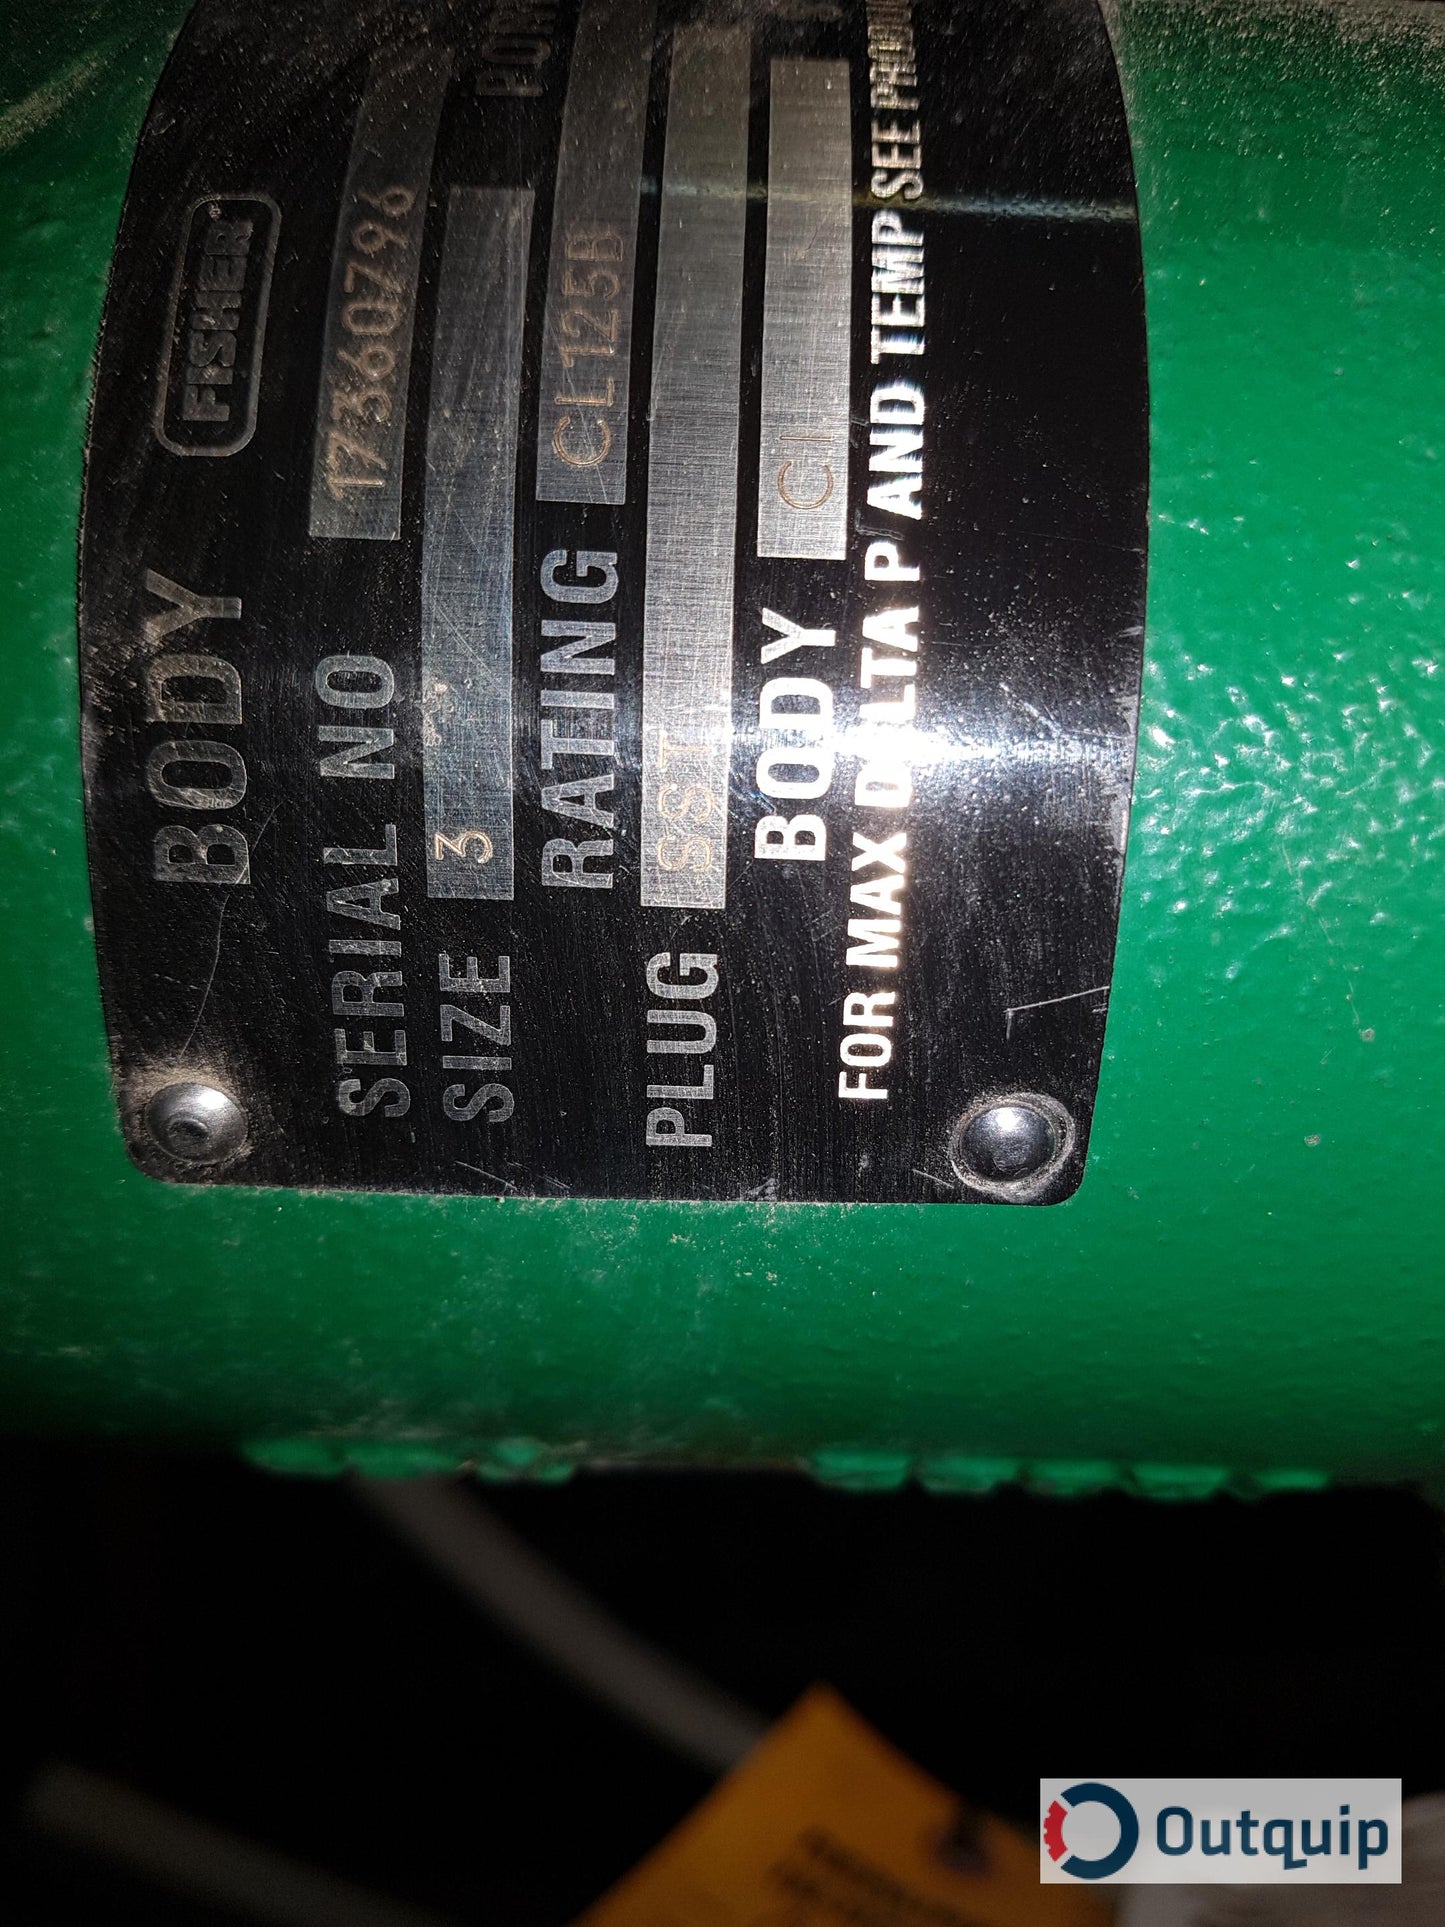 BODY FISHER
SERIAL NO 17360796
SIZE 3 POR
RATING CL125B
PLUG SST
BODY CI
FOR MAX DELTA P AND TEMP SEE
Outquip